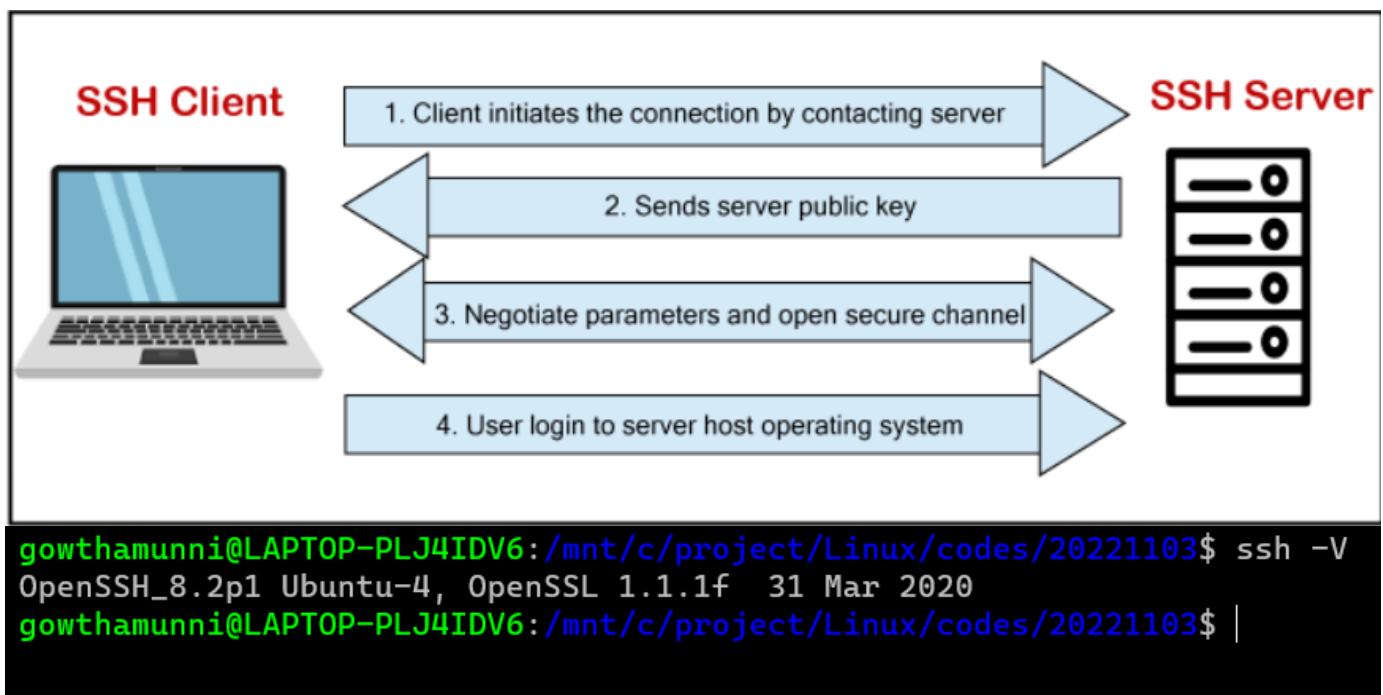 SSH Client
SSH Server
1. Client initiates the connection by contacting server
2. Sends server public key
3. Negotiate parameters and open secure channel
4. User login to server host operating system
gowthamunni@LAPTOP-PLJ4IDV6:/mnt/c/project/Linux/codes/20221103$ ssh -V
OpenSSH_8.2p1 Ubuntu-4, OpenSSL 1.1.1f  31 Mar 2020
gowthamunni@LAPTOP-PLJ4IDV6:/mnt/c/project/Linux/codes/20221103$